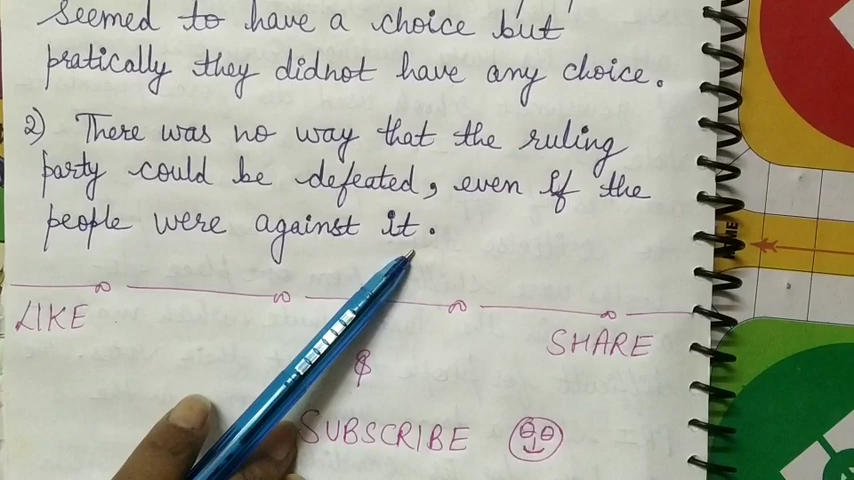 seemed to have a choice but
pratically they didnot have any choice.
2) There was no way that the ruling
party could be defeated, even if the
people were against it.
LIKE
SHARE
&
SUBSCRIBE